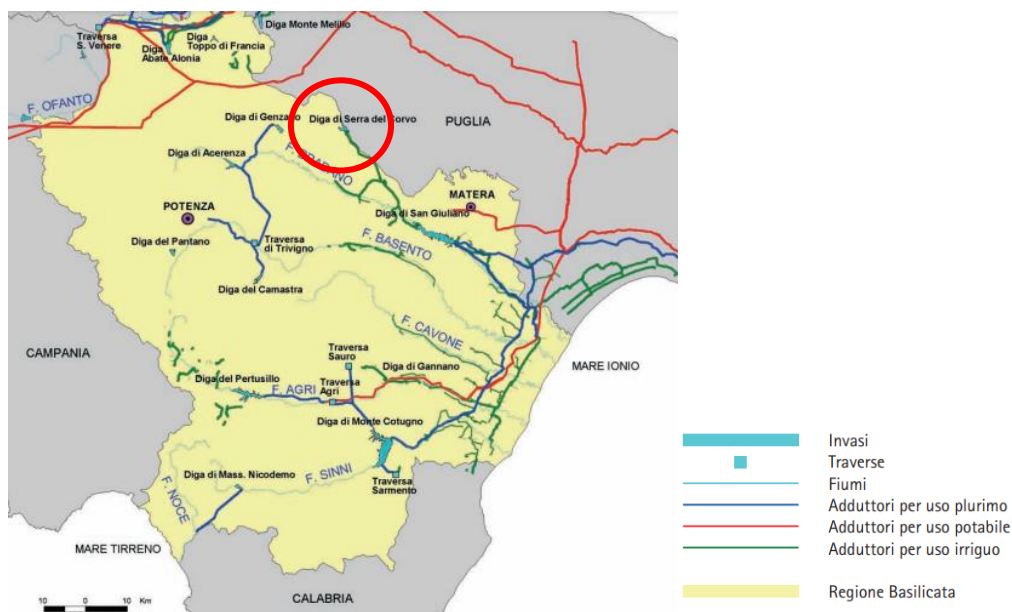 Diga Monte Melillo
Traversa
S. Venere
Diga
Toppo di Francia
Diga
Abate Alonia
F. OFANTO
Diga di Genzano
Diga di Serra del Corvo
PUGLIA
Diga di Acerenza
F. BRADANO
MATERA
POTENZA
Diga di San Giuliano
Diga del Pantano
Traversa
di Trivigno
F. BASENTO
Diga del Camastra
F. CAVONE
CAMPANIA
Traversa
Sauro
Diga di Gannano
MARE IONIO
Diga del Pertusillo
F. AGRI
Traversa
Agri
Diga di Monte Cotugno
Diga di Mass. Nicodemo
F. SINNI
Traversa
Sarmento
F. NOCE
MARE TIRRENO
CALABRIA
10 0 10 Km
Invasi
Traverse
Fiumi
Adduttori per uso plurimo
Adduttori per uso potabile
Adduttori per uso irriguo
Regione Basilicata